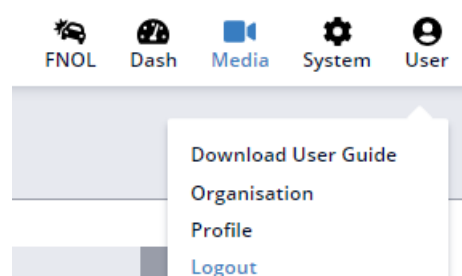 FNOL Dash Media System User
Download User Guide
Organisation
Profile
Logout